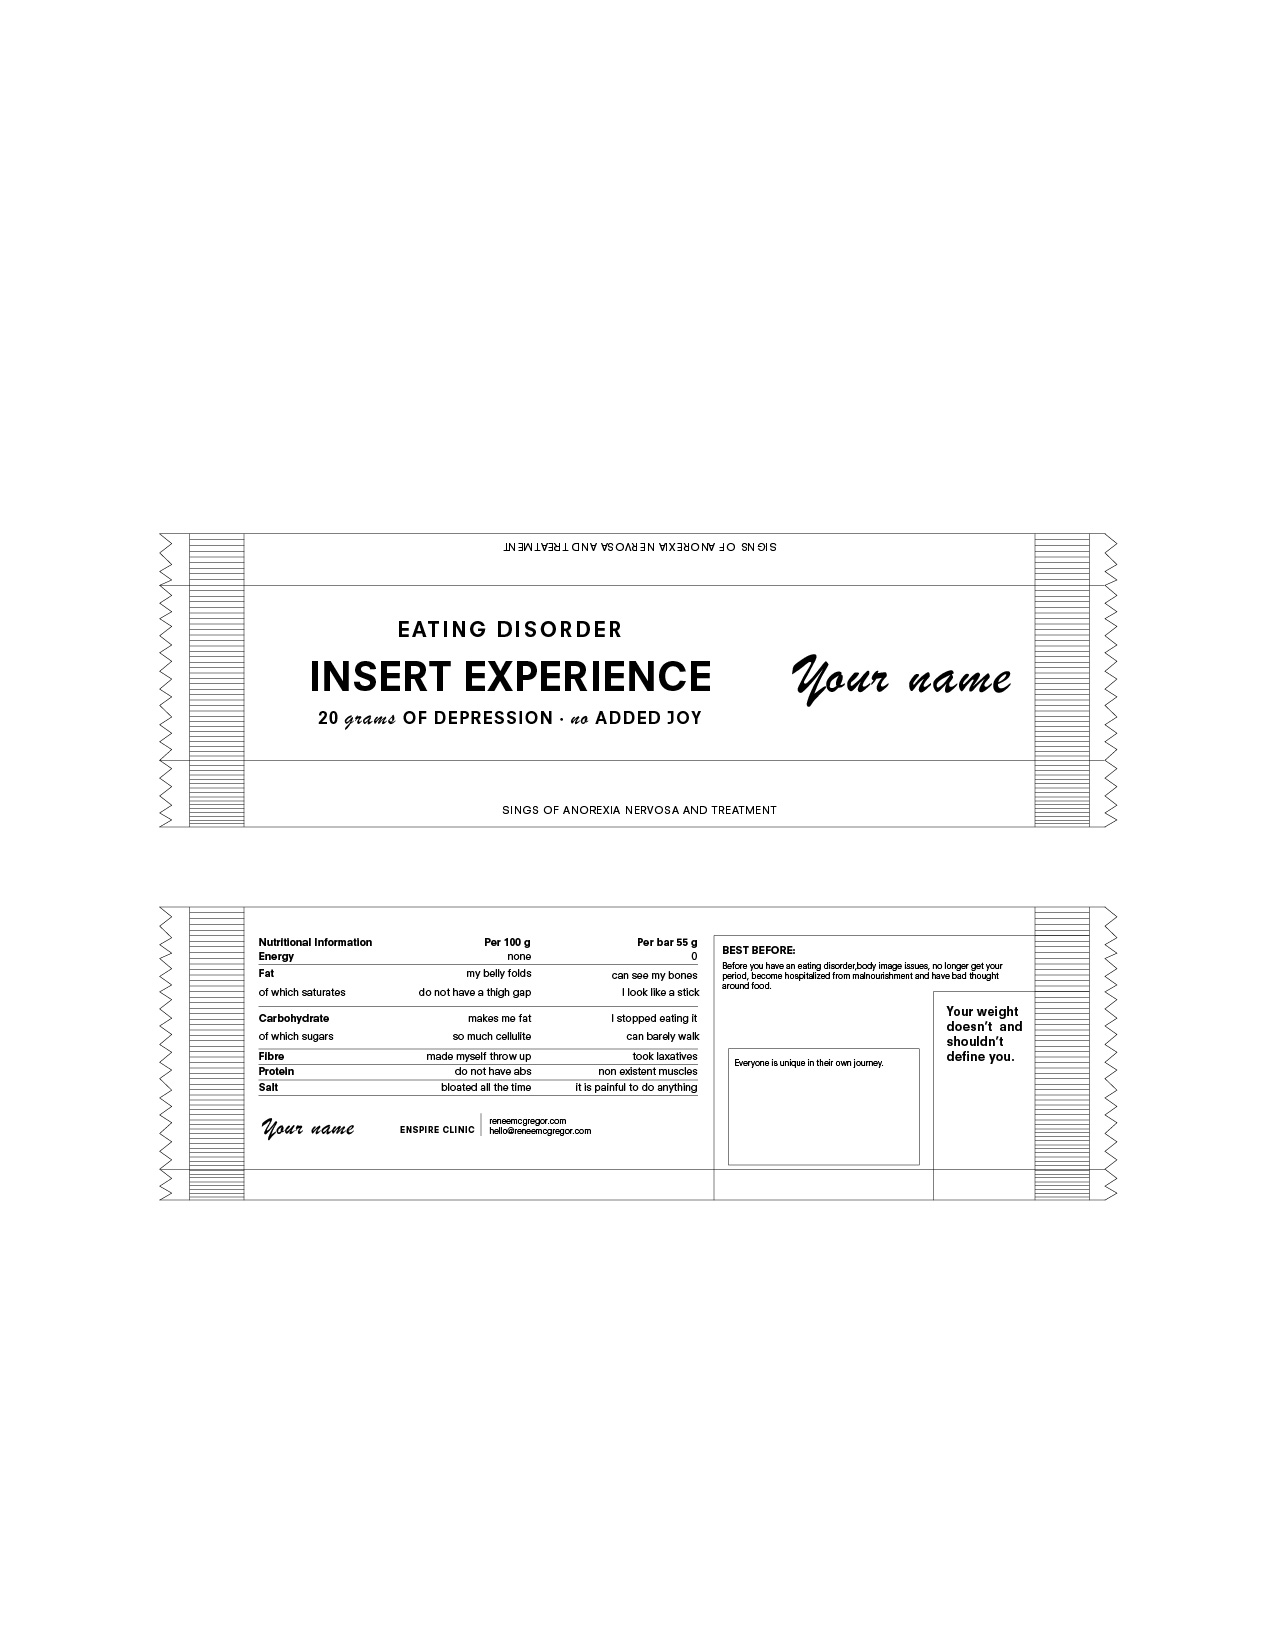 SIGNS OF ANOREXIA NERVOSA AND TREATMENT
EATING DISORDER
INSERT EXPERIENCE
20 grams OF DEPRESSION · no ADDED JOY
Your name
SINGS OF ANOREXIA NERVOSA AND TREATMENT
Nutritional Information Per 100 g Per bar 55 g
Energy none 0
Fat my belly folds can see my bones
of which saturates do not have a thigh gap I look like a stick
Carbohydrate makes me fat I stopped eating it
of which sugars so much cellulite can barely walk
Fibre made myself throw up took laxatives
Protein do not have abs non existent muscles
Salt bloated all the time it is painful to do anything
Your name
ENSPIRE CLINIC
reneemcgregor.com
hello@reneemcgregor.com
BEST BEFORE:
Before you have an eating disorder,body image issues, no longer get your
period, become hospitalized from malnourishment and have bad thought
around food.
Everyone is unique in their own journey.
Your weight
doesn't and
shouldn't
define you.